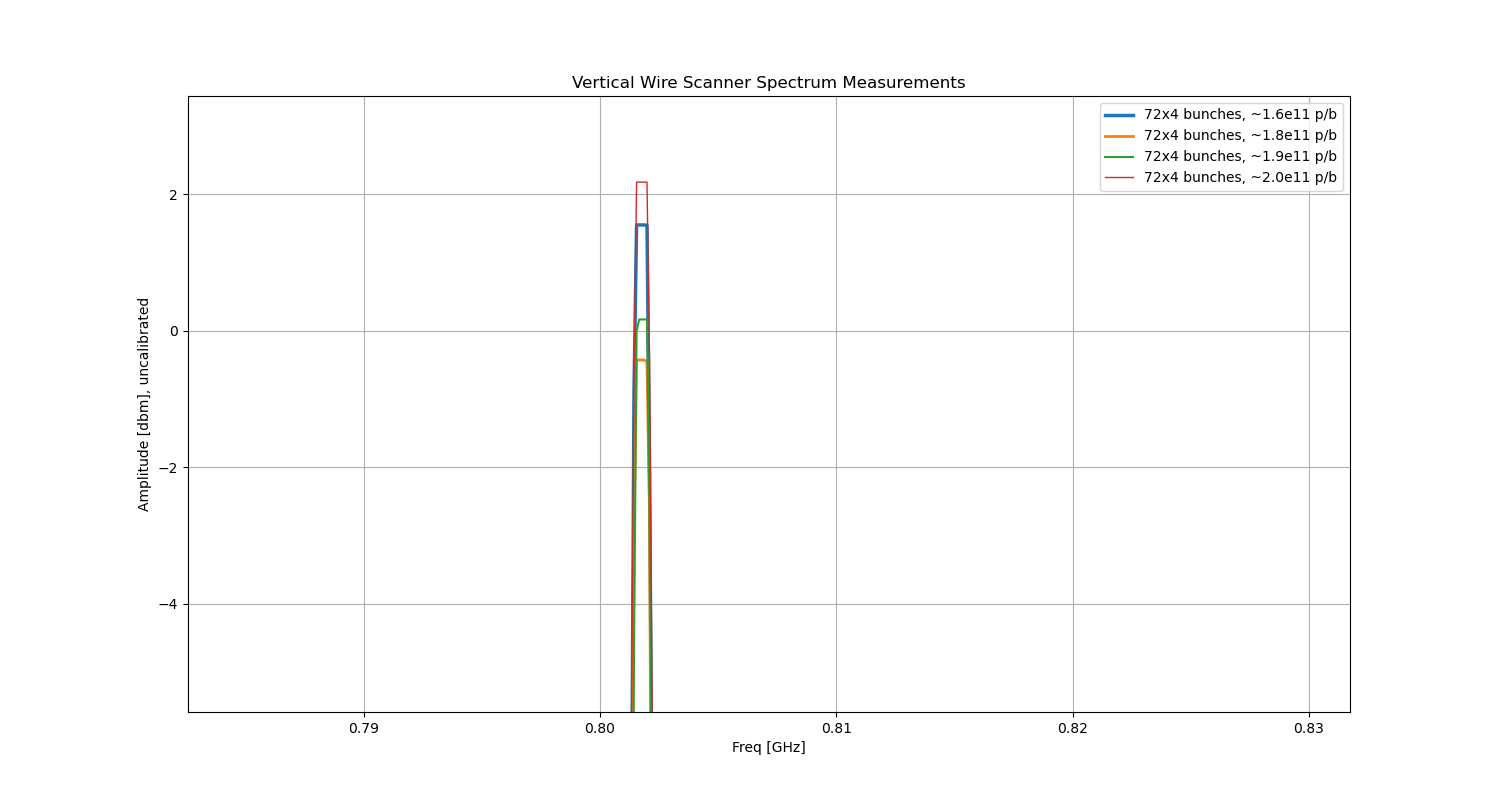 Vertical Wire Scanner Spectrum Measurements
72x4 bunches, ~1.6e11 p/b
72x4 bunches, ~1.8e11 p/b
72x4 bunches, ~1.9e11 p/b
72x4 bunches, ~2.0e11 p/b
2
0
−2
−4
Amplitude [dbm], uncalibrated
0.79 0.80 0.81 0.82 0.83
Freq [GHz]